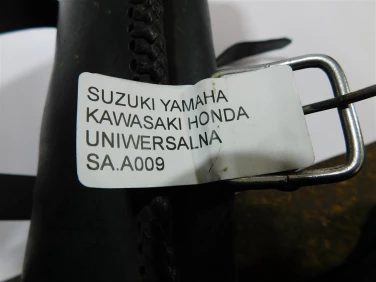 SUZUKI YAMAHA
KAWASAKI HONDA
UNIWERSALNA
SA.A009